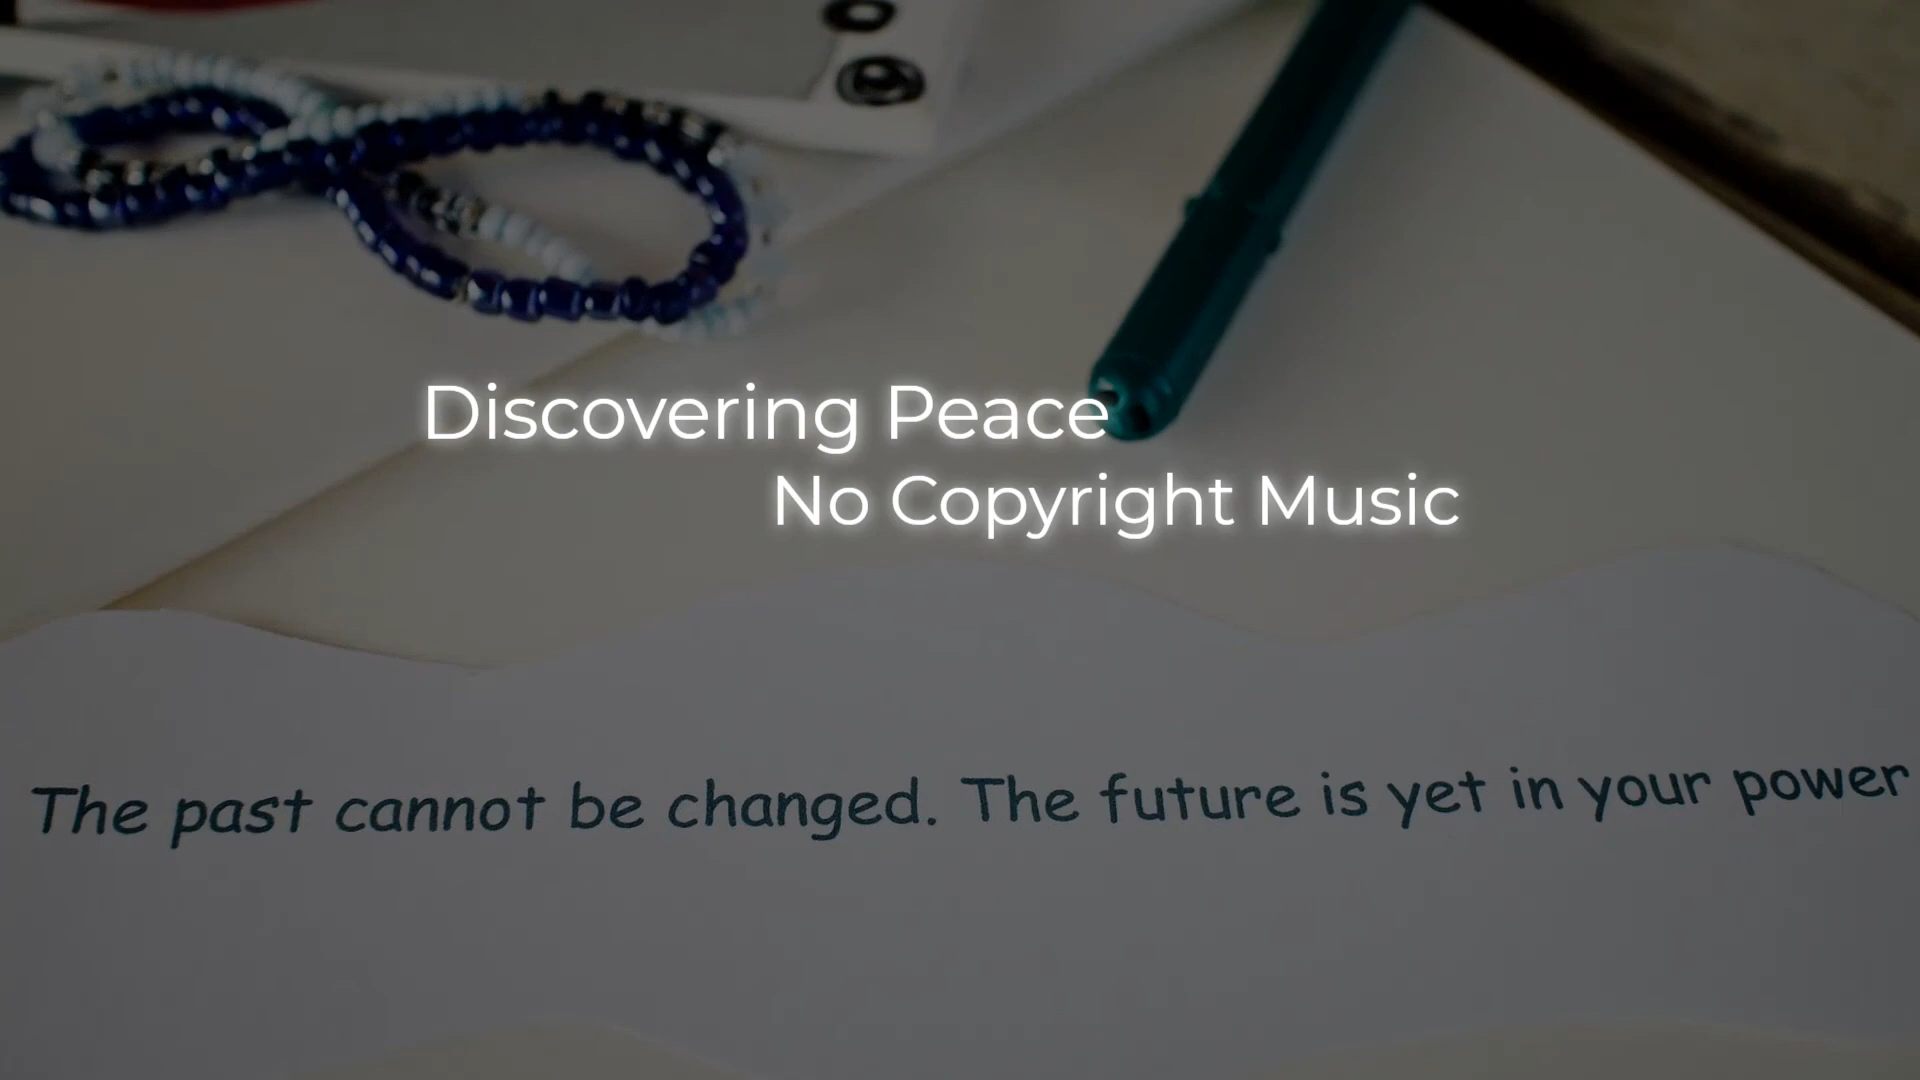 Discovering Peace
No Copyright Music
The past cannot be changed. The future is yet in your power